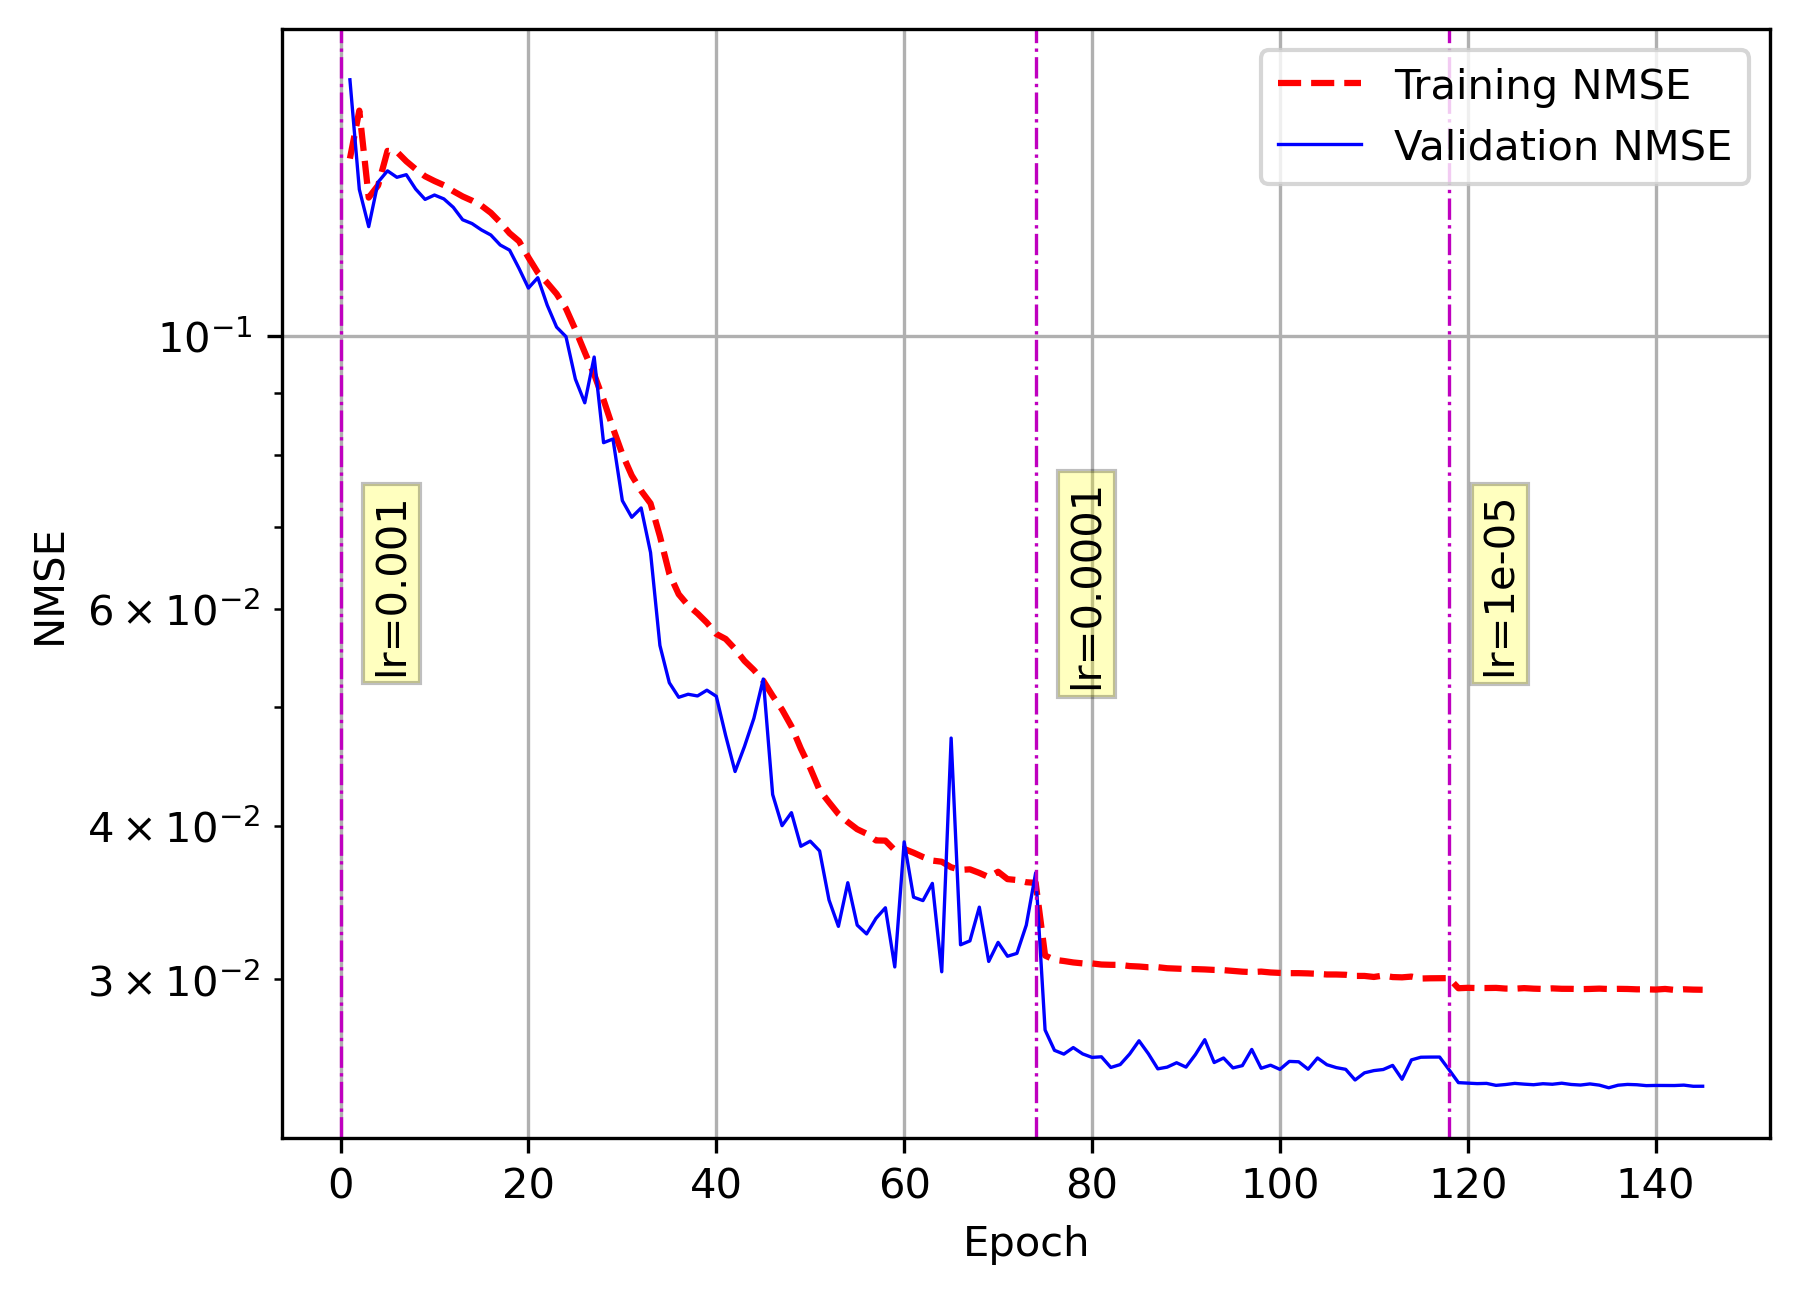 Training NMSE
Validation NMSE
10⁻¹
6 × 10⁻²
4 × 10⁻²
3 × 10⁻²
NMSE
lr=0.001
lr=0.0001
lr=1e-05
0 20 40 60 80 100 120 140
Epoch